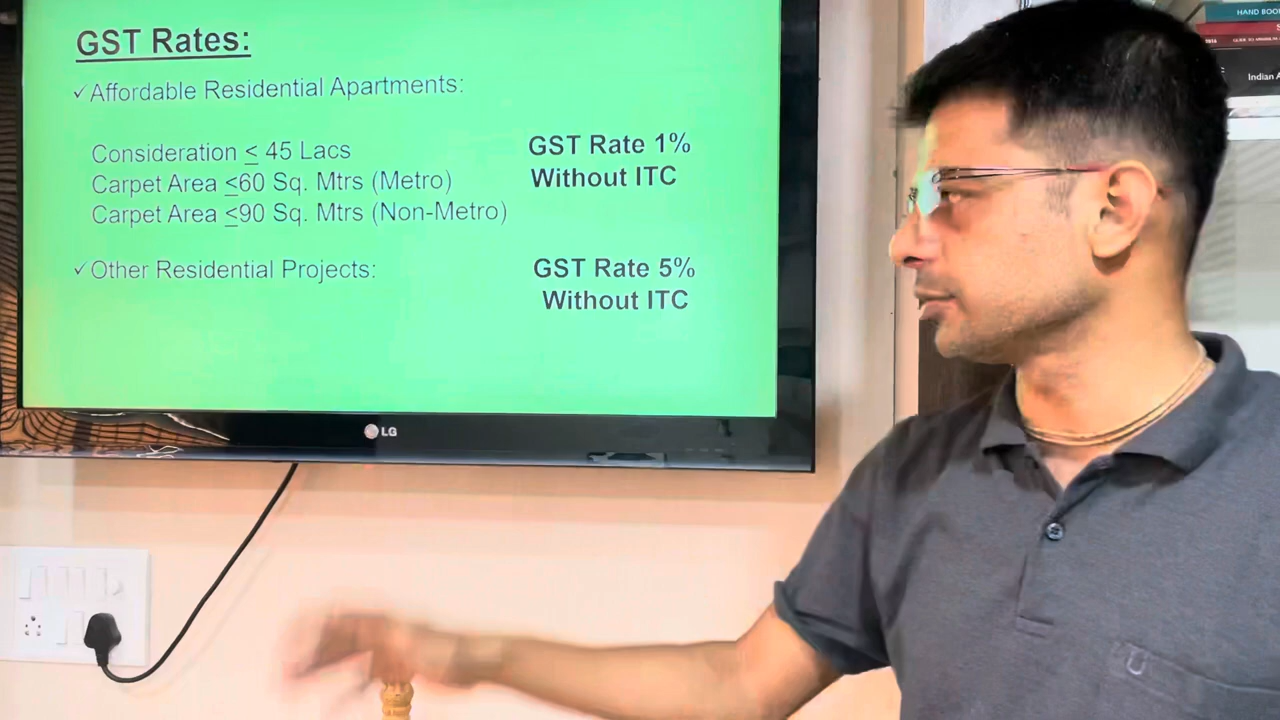 GST Rates:
✓Affordable Residential Apartments:
Consideration ≤ 45 Lacs
Carpet Area ≤60 Sq. Mtrs (Metro)
Carpet Area ≤90 Sq. Mtrs (Non-Metro)
GST Rate 1%
Without ITC
✓Other Residential Projects:
GST Rate 5%
Without ITC
LG
HAND BOO
Indian A